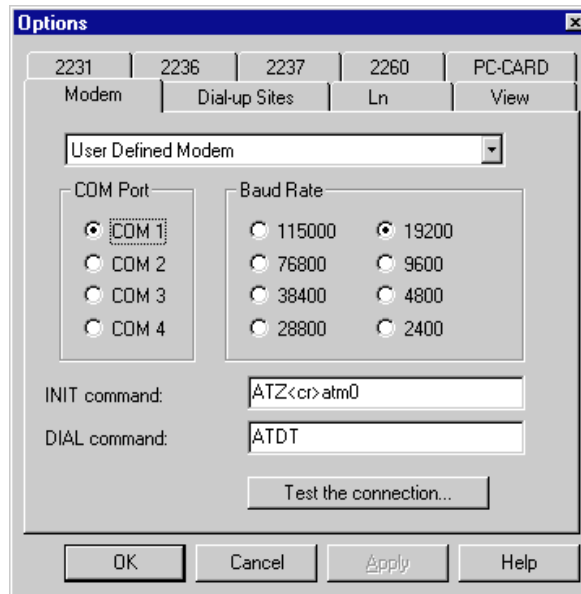 Options
2231 2236 2237 2260 PC-CARD
Modem Dial-up Sites Ln View
User Defined Modem
COM Port Baud Rate
COM 1 115000 19200
COM 2 76800 9600
COM 3 38400 4800
COM 4 28800 2400
INIT command: ATZ<cr>atm0
DIAL command: ATDT
Test the connection...
OK Cancel Apply Help